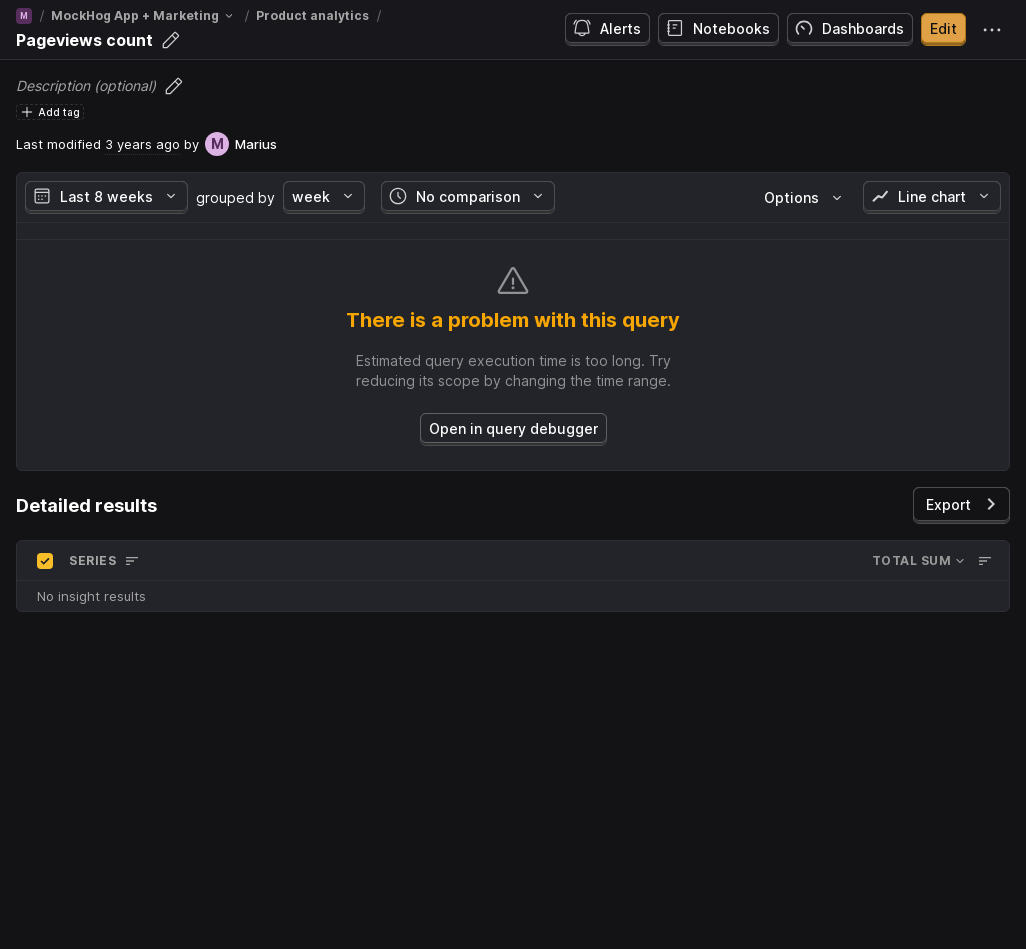 M / MockHog App + Marketing / Product analytics /
Pageviews count
Alerts
Notebooks
Dashboards
Edit
Description (optional)
Add tag
Last modified 3 years ago by M Marius
Last 8 weeks grouped by week No comparison Options Line chart
There is a problem with this query
Estimated query execution time is too long. Try
reducing its scope by changing the time range.
Open in query debugger
Detailed results
Export
SERIES TOTAL SUM
No insight results